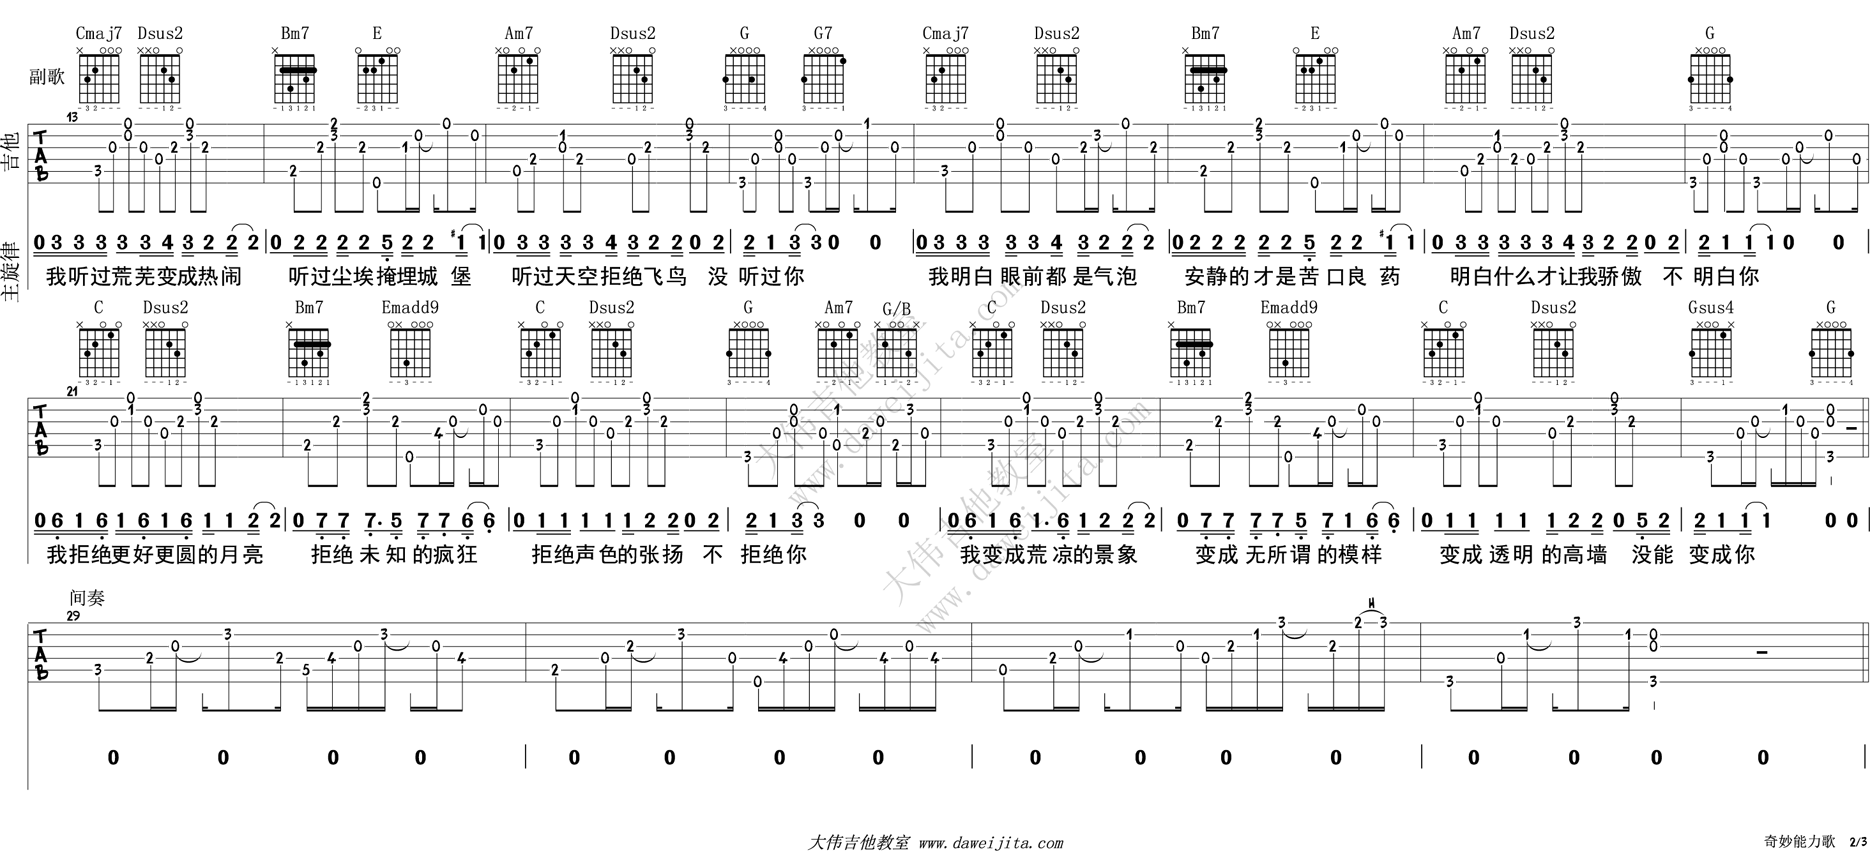 Cmaj7 Dsus2 Bm7 E Am7 Dsus2 G G7 Cmaj7 Dsus2 Bm7 E Am7 Dsus2 G
副歌
13
吉他
主旋律
0 3 3 3 3 3 4 3 2 2 2 | 0 2 2 2 2 5 2 2 #1 1 | 0 3 3 3 3 4 3 2 2 0 2 | 2 1 3 3 0 0 | 0 3 3 3 3 3 4 3 2 2 2 | 0 2 2 2 2 2 5 2 2 #1 1 | 0 3 3 3 3 4 3 2 2 0 2 | 2 1 1 1 0 0
我听过荒芜变成热闹 听过尘埃掩埋城堡 听过天空拒绝飞鸟 没 听过你 我明白眼前都是气泡 安静的才是苦口良药 明白什么才让我骄傲 不 明白你
C Dsus2 Bm7 Emadd9 C Dsus2 G Am7 G/B C Dsus2 Bm7 Emadd9 C Dsus2 Gsus4 G
21
0 6 1 6 1 6 1 6 1 1 2 2 | 0 7 7 7. 5 7 7 6 6 | 0 1 1 1 1 1 2 2 0 2 | 2 1 3 3 0 0 | 0 6 1 6 1. 6 1 2 2 2 | 0 7 7 7 7 5 7 1 6 6 | 0 1 1 1 1 1 2 2 0 5 2 | 2 1 1 1 0 0
我拒绝更好更圆的月亮 拒绝未知的疯狂 拒绝声色的张扬 不 拒绝你 我变成荒凉的景象 变成无所谓的模样 变成透明的高墙 没能 变成你
间奏
29
H
0 0 0 0 | 0 0 0 0 | 0 0 0 0 | 0 0 0 0
大伟吉他教室
www.daweijita.com
大伟吉他教室
www.daweijita.com
大伟吉他教室 www.daweijita.com
奇妙能力歌 2/3